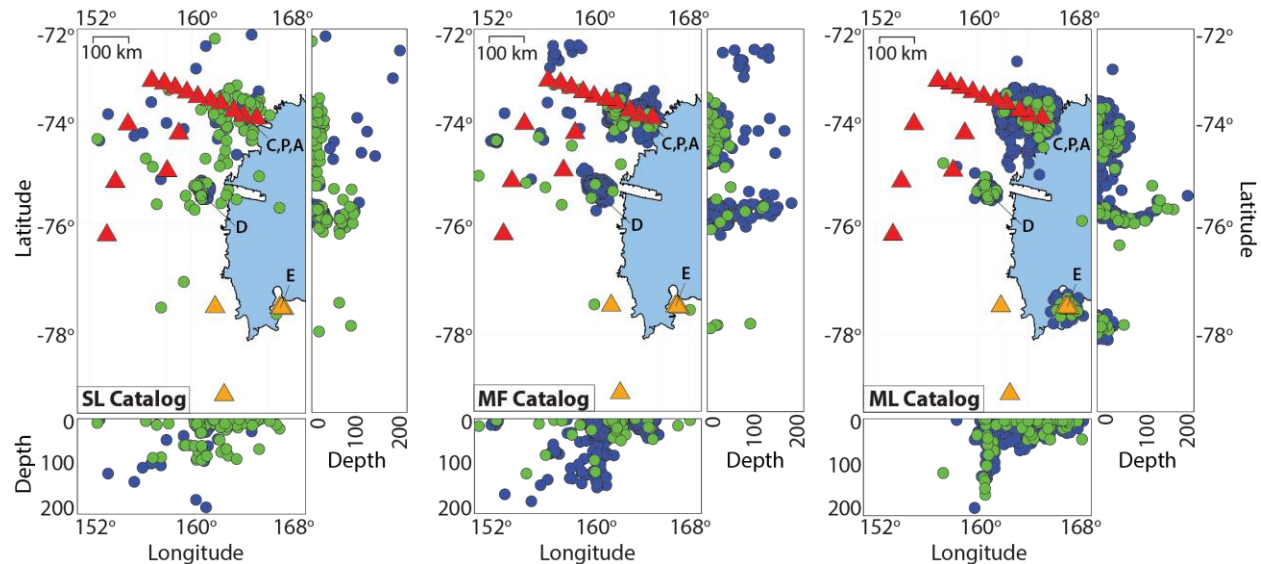 152° 160° 168° 152° 160° 168° 152° 160° 168°
-72° -72° -72° -72°
100 km 100 km 100 km
-74° -74° -74° -74°
C,P,A C,P,A C,P,A
Latitude Latitude
-76° -76° -76° -76°
D D D
E E E
-78° -78° -78° -78°
SL Catalog MF Catalog ML Catalog
0 0 100 200 0 0 100 200 0 0 100 200
Depth Depth Depth Depth
100 100 100
200 200 200
152° 160° 168° 152° 160° 168° 152° 160° 168°
Longitude Longitude Longitude